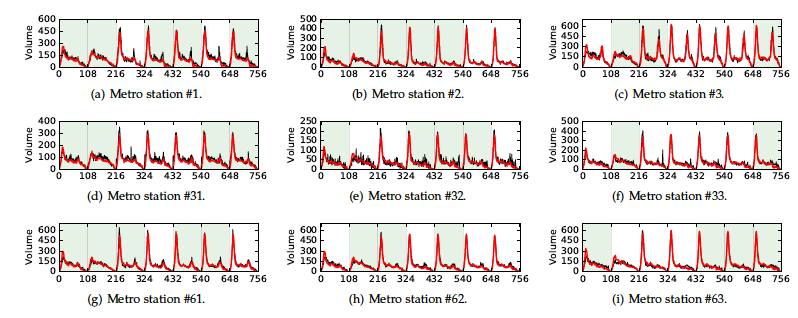 600
450
300
150
0
Volume
0 108 216 324 432 540 648 756
(a) Metro station #1.
500
400
300
200
100
0
Volume
0 108 216 324 432 540 648 756
(b) Metro station #2.
600
450
300
150
0
Volume
0 108 216 324 432 540 648 756
(c) Metro station #3.
400
300
200
100
0
Volume
0 108 216 324 432 540 648 756
(d) Metro station #31.
250
200
150
100
50
0
Volume
0 108 216 324 432 540 648 756
(e) Metro station #32.
500
400
300
200
100
0
Volume
0 108 216 324 432 540 648 756
(f) Metro station #33.
600
450
300
150
0
Volume
0 108 216 324 432 540 648 756
(g) Metro station #61.
600
450
300
150
0
Volume
0 108 216 324 432 540 648 756
(h) Metro station #62.
600
450
300
150
0
Volume
0 108 216 324 432 540 648 756
(i) Metro station #63.